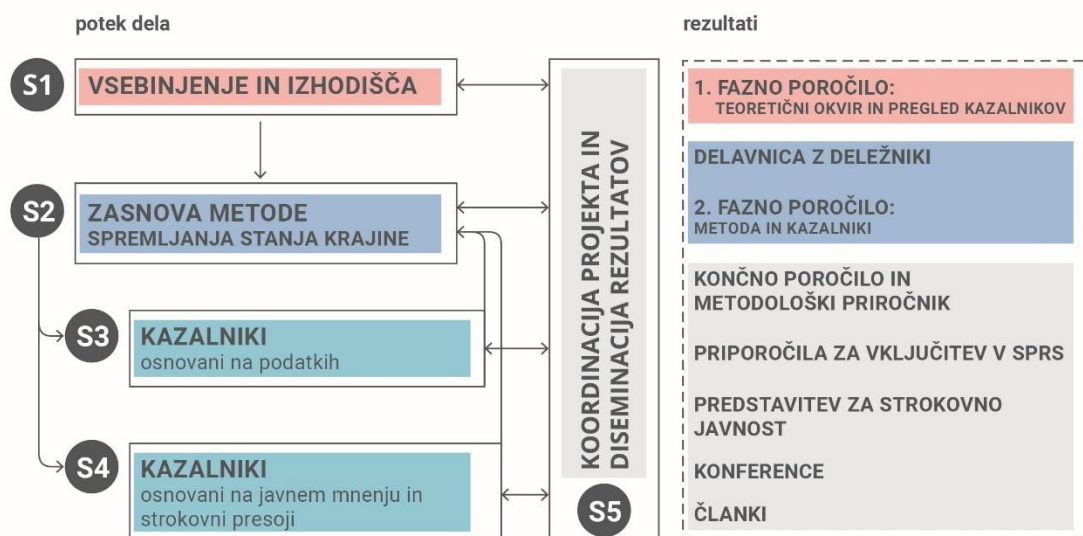 potek dela
S1
VSEBINJENJE IN IZHODIŠČA
S2
ZASNOVA METODE
SPREMLJANJA STANJA KRAJINE
S3
KAZALNIKI
osnovani na podatkih
S4
KAZALNIKI
osnovani na javnem mnenju in
strokovni presoji
KOORDINACIJA PROJEKTA IN
DISEMINACIJA REZULTATOV
S5
rezultati
1. FAZNO POROČILO:
TEORETIČNI OKVIR IN PREGLED KAZALNIKOV
DELAVNICA Z DELEŽNIKI
2. FAZNO POROČILO:
METODA IN KAZALNIKI
KONČNO POROČILO IN
METODOLOŠKI PRIROČNIK
PRIPOROČILA ZA VKLJUČITEV V SPRS
PREDSTAVITEV ZA STROKOVNO
JAVNOST
KONFERENCE
ČLANKI